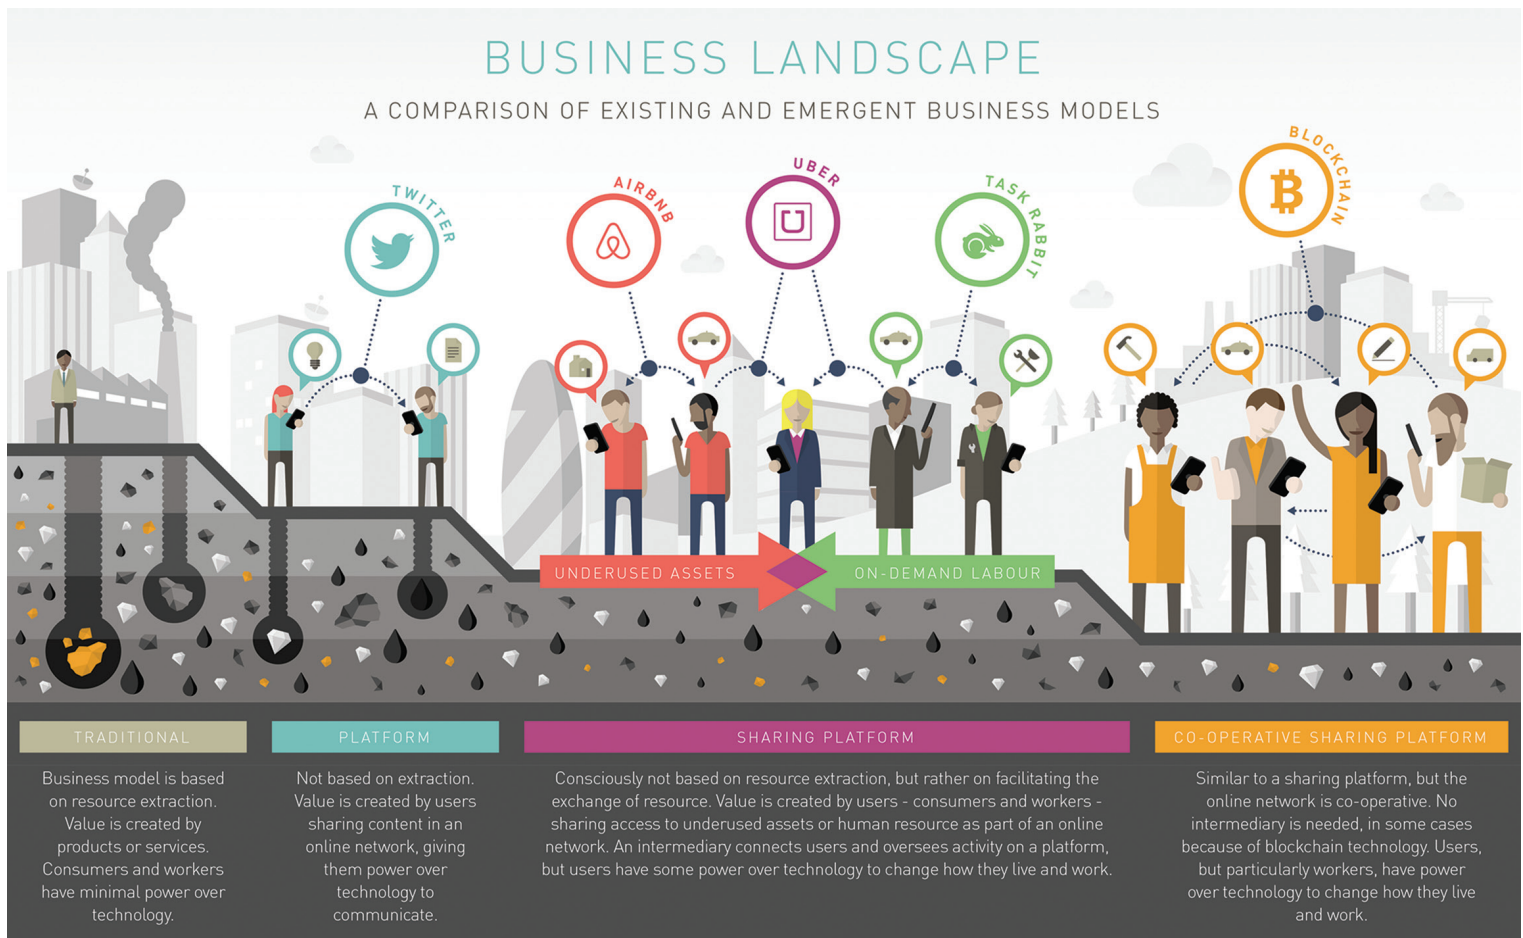 BUSINESS LANDSCAPE
A COMPARISON OF EXISTING AND EMERGENT BUSINESS MODELS
TWITTER
AIRBNB
UBER
TASK RABBIT
BLOCKCHAIN
UNDERUSED ASSETS
ON-DEMAND LABOUR
TRADITIONAL
Business model is based
on resource extraction.
Value is created by
products or services.
Consumers and workers
have minimal power over
technology.
PLATFORM
Not based on extraction.
Value is created by users
sharing content in an
online network, giving
them power over
technology to
communicate.
SHARING PLATFORM
Consciously not based on resource extraction, but rather on facilitating the
exchange of resource. Value is created by users - consumers and workers -
sharing access to underused assets or human resource as part of an online
network. An intermediary connects users and oversees activity on a platform,
but users have some power over technology to change how they live and work.
CO-OPERATIVE SHARING PLATFORM
Similar to a sharing platform, but the
online network is co-operative. No
intermediary is needed, in some cases
because of blockchain technology. Users,
but particularly workers, have power
over technology to change how they live
and work.